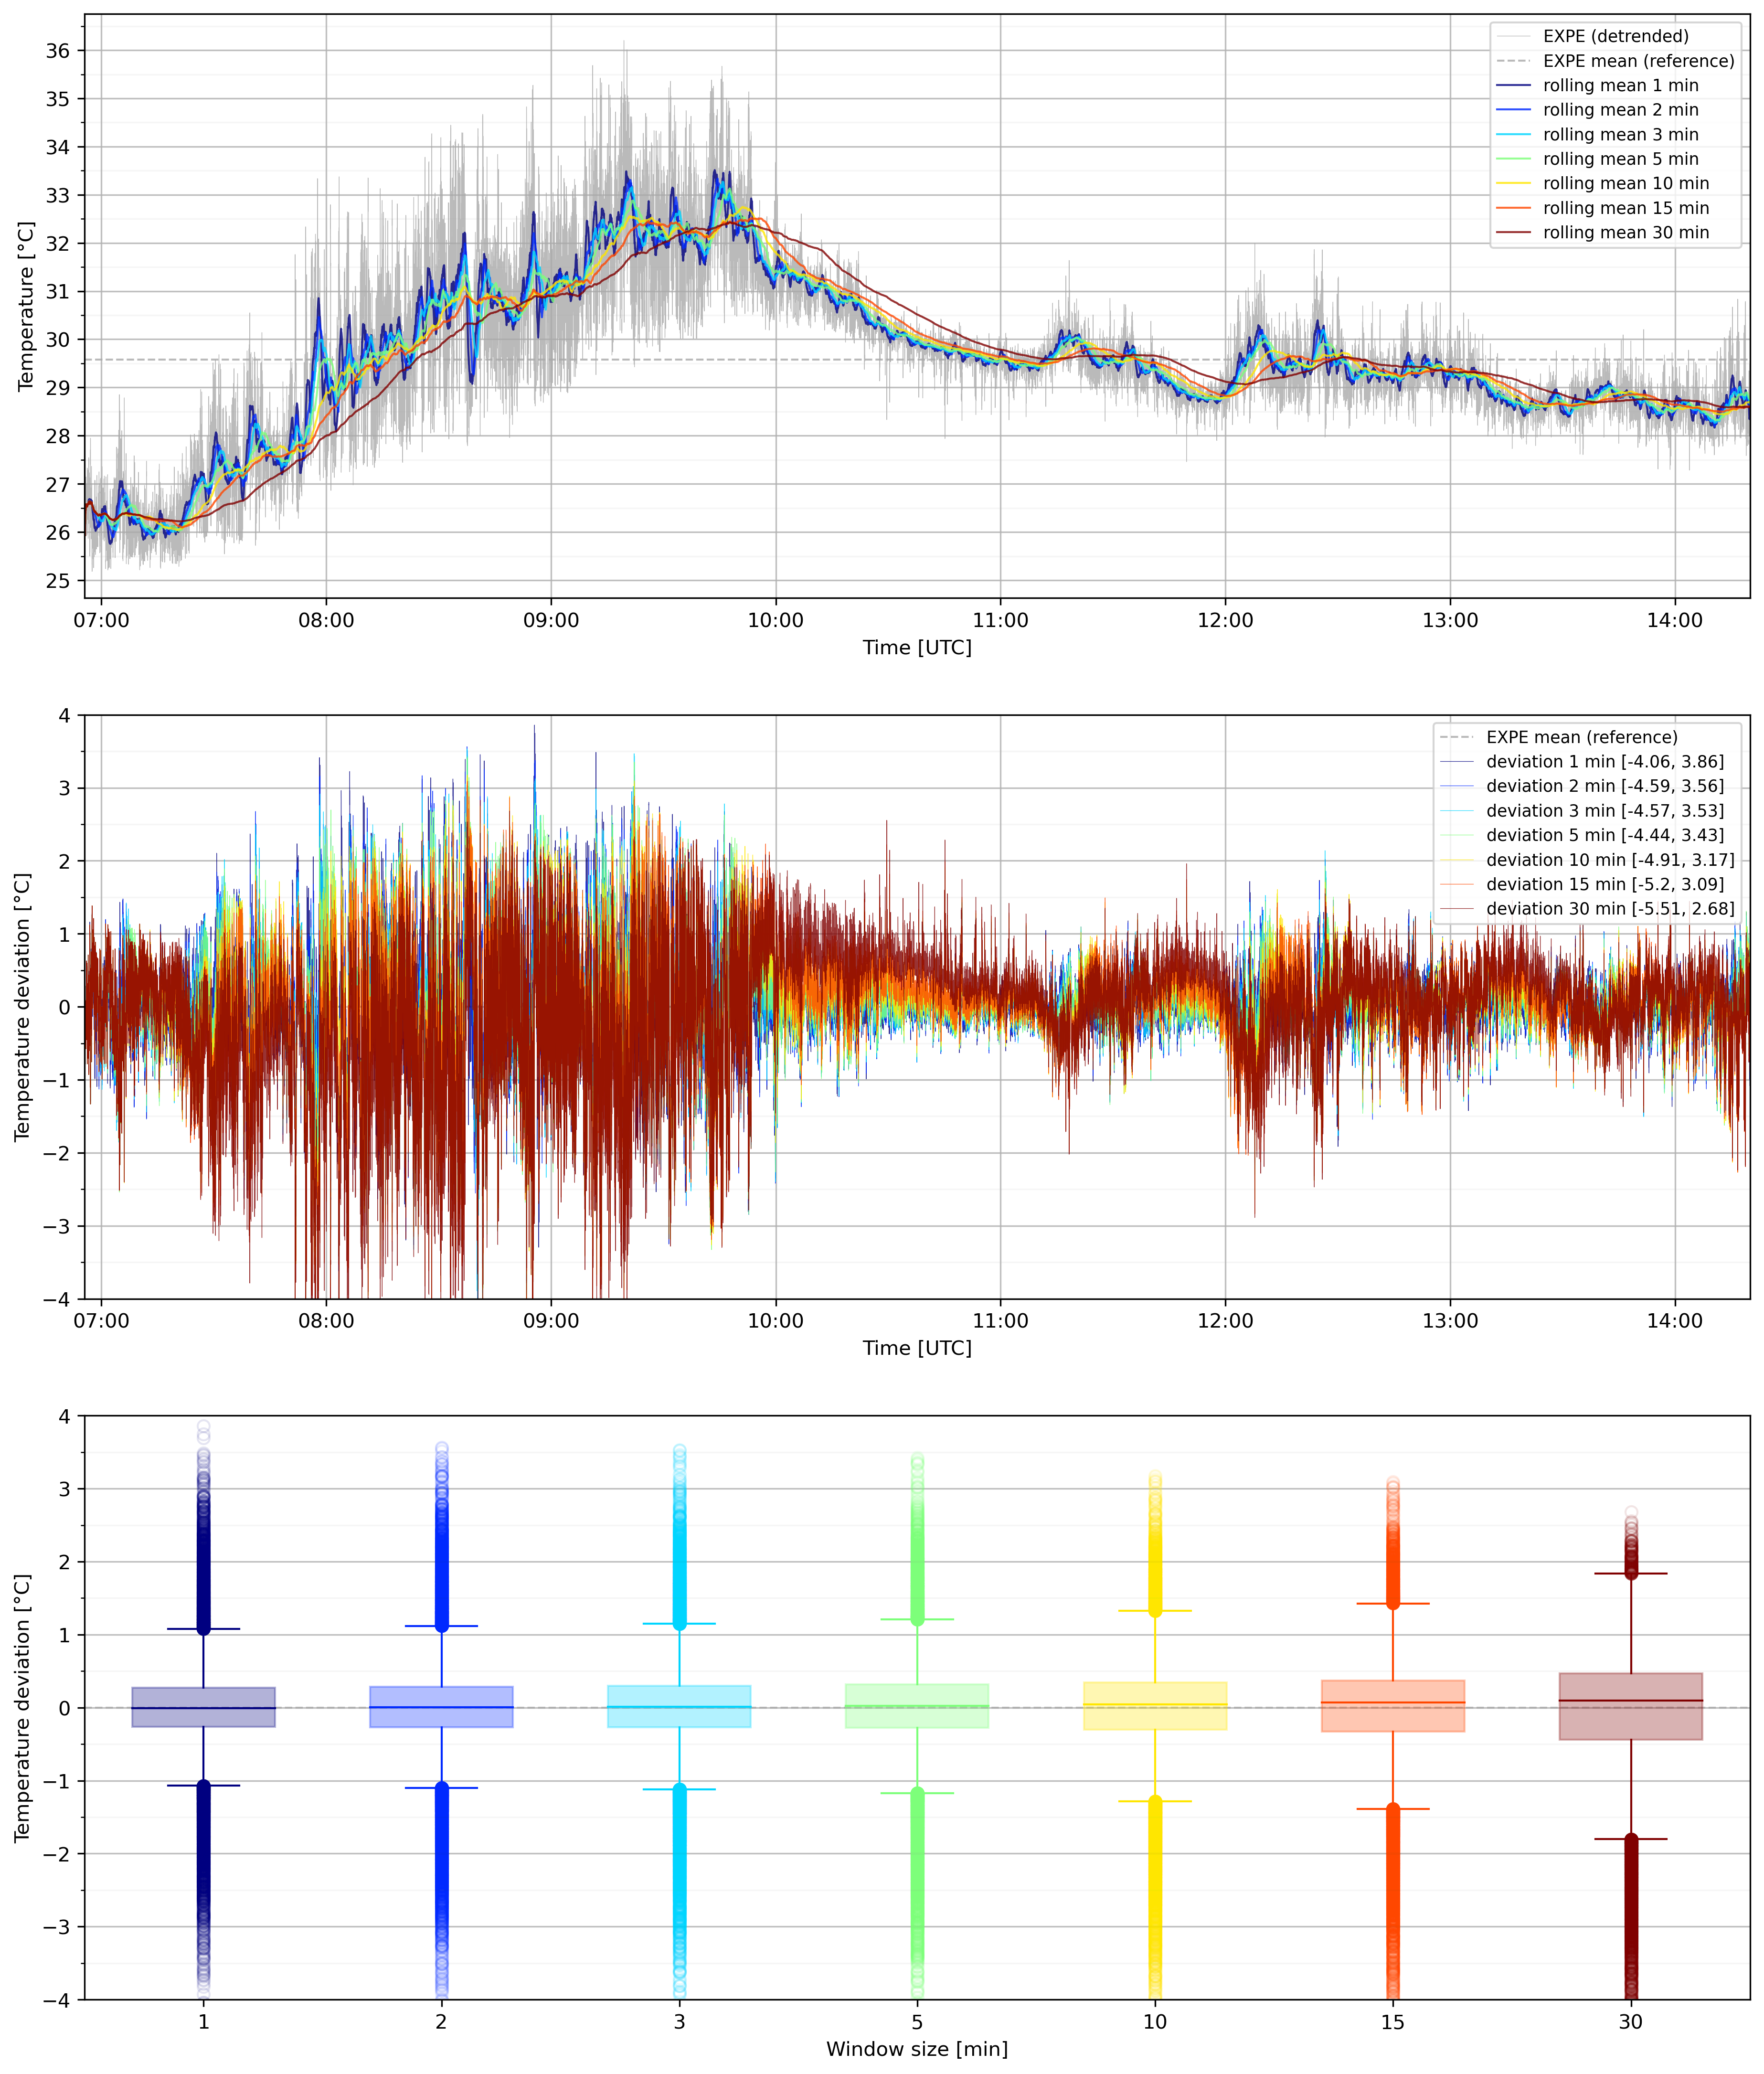 36
35
34
33
32
31
30
29
28
27
26
25
Temperature [°C]
EXPE (detrended)
EXPE mean (reference)
rolling mean 1 min
rolling mean 2 min
rolling mean 3 min
rolling mean 5 min
rolling mean 10 min
rolling mean 15 min
rolling mean 30 min
07:00 08:00 09:00 10:00 11:00 12:00 13:00 14:00
Time [UTC]
4
3
2
1
0
−1
−2
−3
−4
Temperature deviation [°C]
EXPE mean (reference)
deviation 1 min [-4.06, 3.86]
deviation 2 min [-4.59, 3.56]
deviation 3 min [-4.57, 3.53]
deviation 5 min [-4.44, 3.43]
deviation 10 min [-4.91, 3.17]
deviation 15 min [-5.2, 3.09]
deviation 30 min [-5.51, 2.68]
07:00 08:00 09:00 10:00 11:00 12:00 13:00 14:00
Time [UTC]
4
3
2
1
0
−1
−2
−3
−4
Temperature deviation [°C]
1 2 3 5 10 15 30
Window size [min]